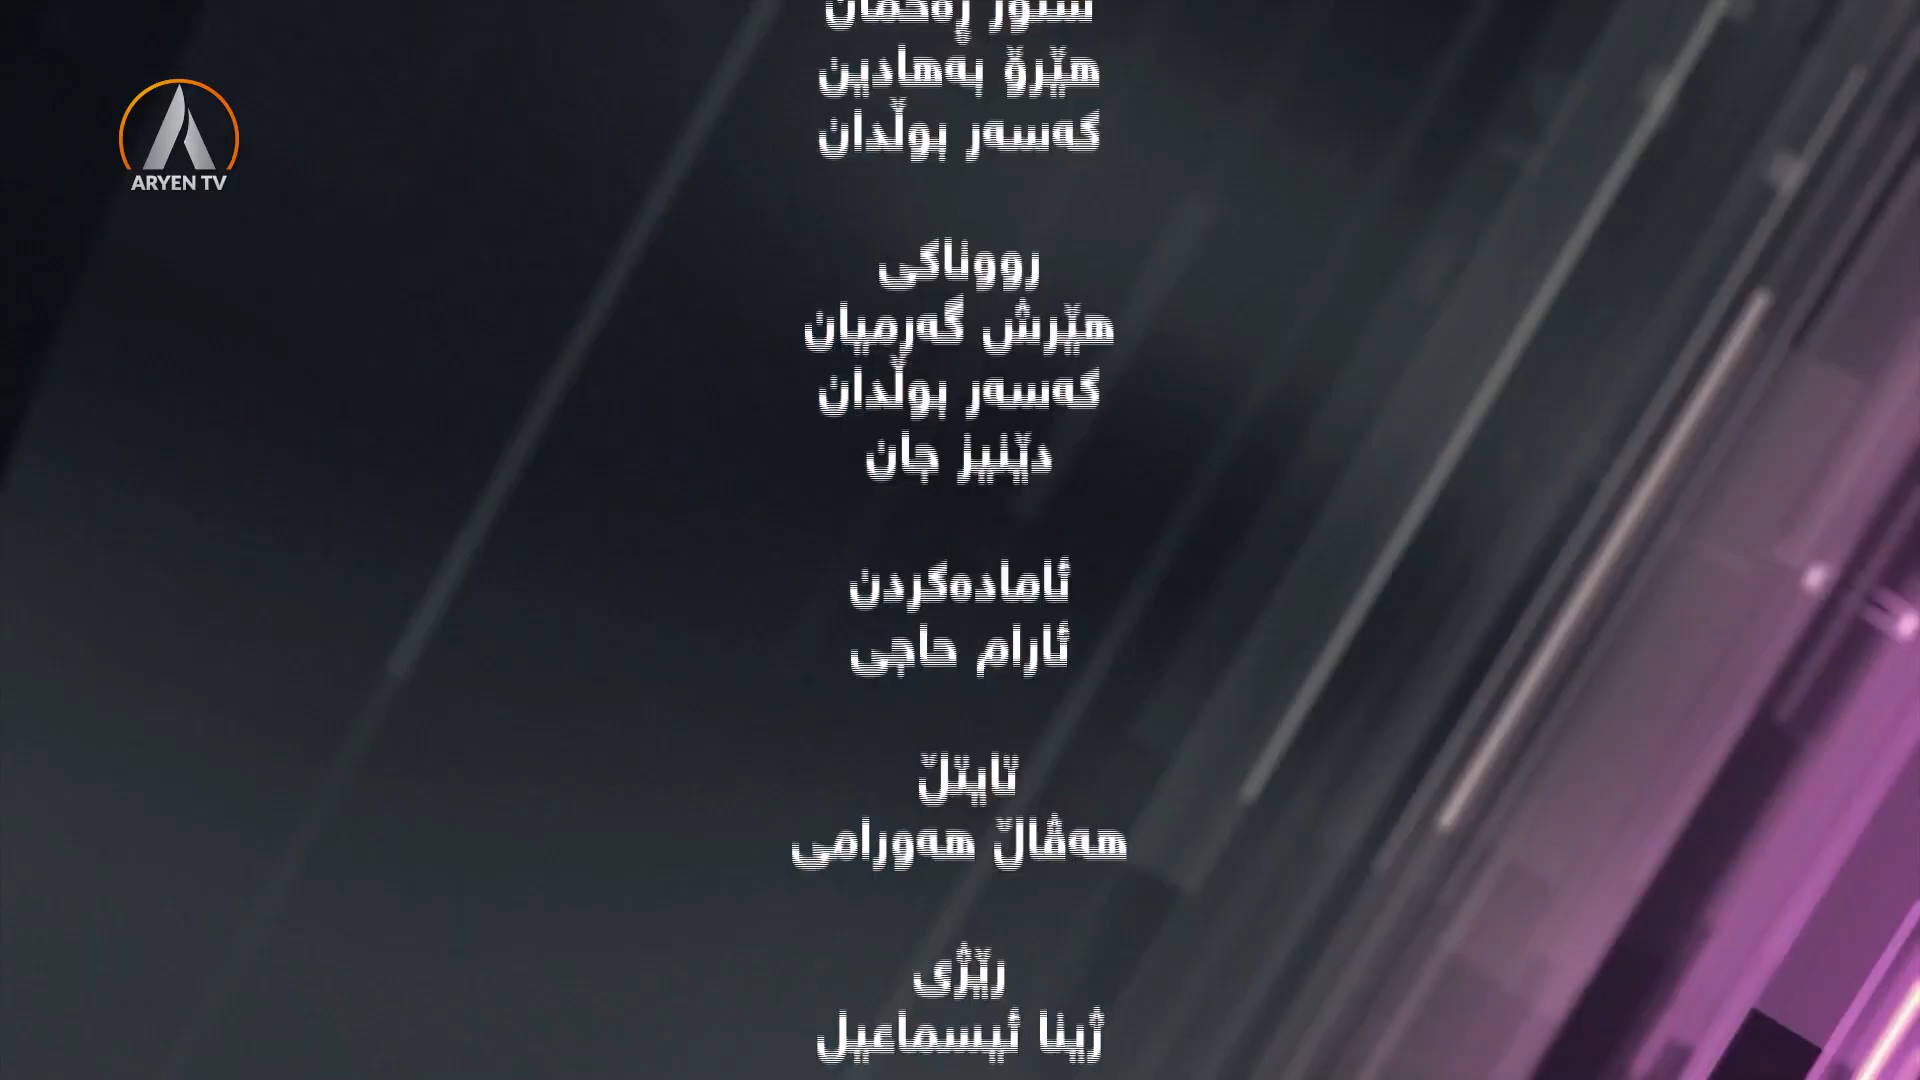 ARYEN TV
هێرۆ بەهادین
کەسەر بوڵدان
رووناکی
هێرش گەرمیان
کەسەر بوڵدان
دێنیز جان
ئامادەکردن
ئارام حاجی
تایتڵ
هەڤاڵ هەورامی
رێژی
ژینا ئیسماعیل